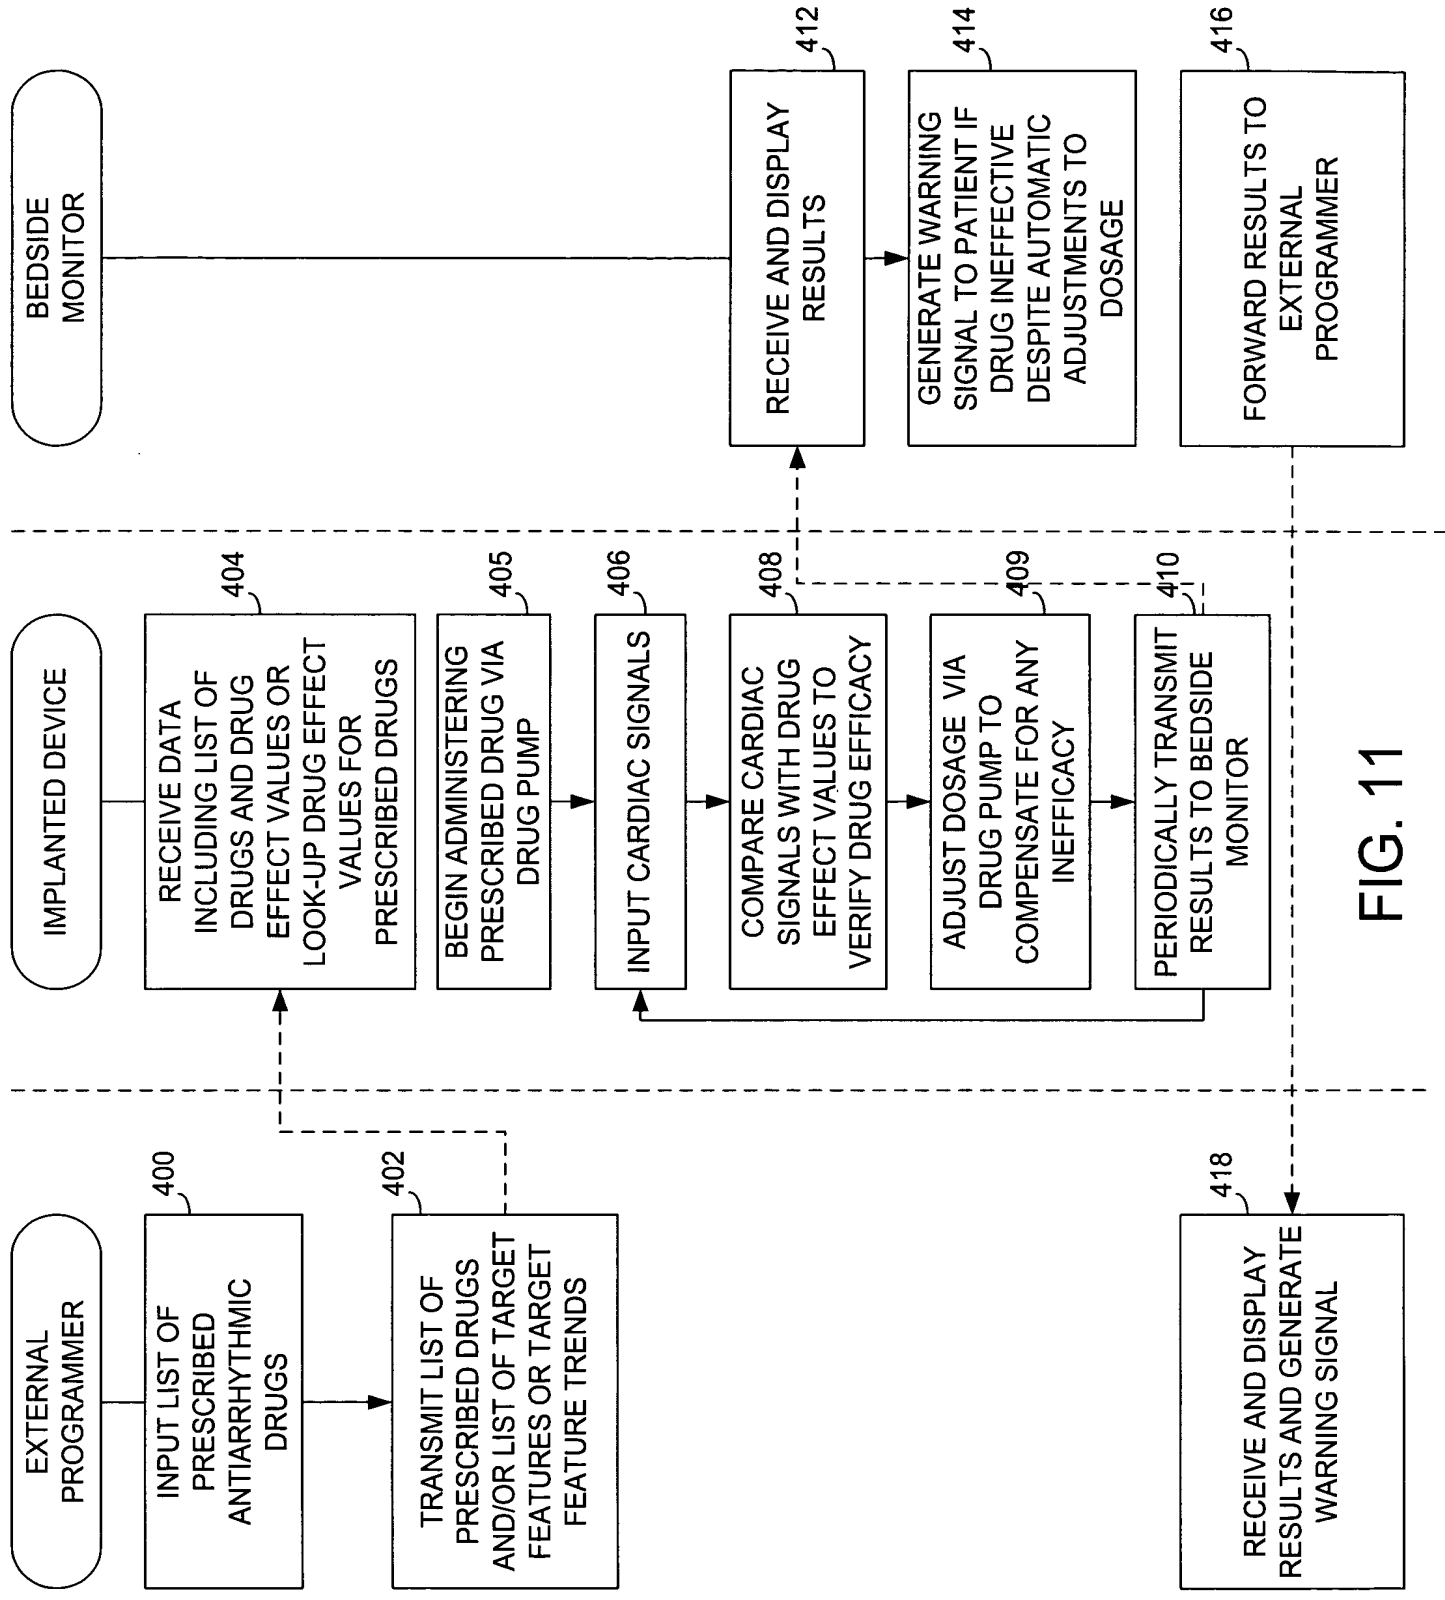 EXTERNAL
PROGRAMMER
400
INPUT LIST OF
PRESCRIBED
ANTIARRHYTHMIC
DRUGS
402
TRANSMIT LIST OF
PRESCRIBED DRUGS
AND/OR LIST OF TARGET
FEATURES OR TARGET
FEATURE TRENDS
418
RECEIVE AND DISPLAY
RESULTS AND GENERATE
WARNING SIGNAL
IMPLANTED DEVICE
404
RECEIVE DATA
INCLUDING LIST OF
DRUGS AND DRUG
EFFECT VALUES OR
LOOK-UP DRUG EFFECT
VALUES FOR
PRESCRIBED DRUGS
405
BEGIN ADMINISTERING
PRESCRIBED DRUG VIA
DRUG PUMP
406
INPUT CARDIAC SIGNALS
408
COMPARE CARDIAC
SIGNALS WITH DRUG
EFFECT VALUES TO
VERIFY DRUG EFFICACY
409
ADJUST DOSAGE VIA
DRUG PUMP TO
COMPENSATE FOR ANY
INEFFICACY
410
PERIODICALLY TRANSMIT
RESULTS TO BEDSIDE
MONITOR
BEDSIDE
MONITOR
412
RECEIVE AND DISPLAY
RESULTS
414
GENERATE WARNING
SIGNAL TO PATIENT IF
DRUG INEFFECTIVE
DESPITE AUTOMATIC
ADJUSTMENTS TO
DOSAGE
416
FORWARD RESULTS TO
EXTERNAL
PROGRAMMER
FIG. 11